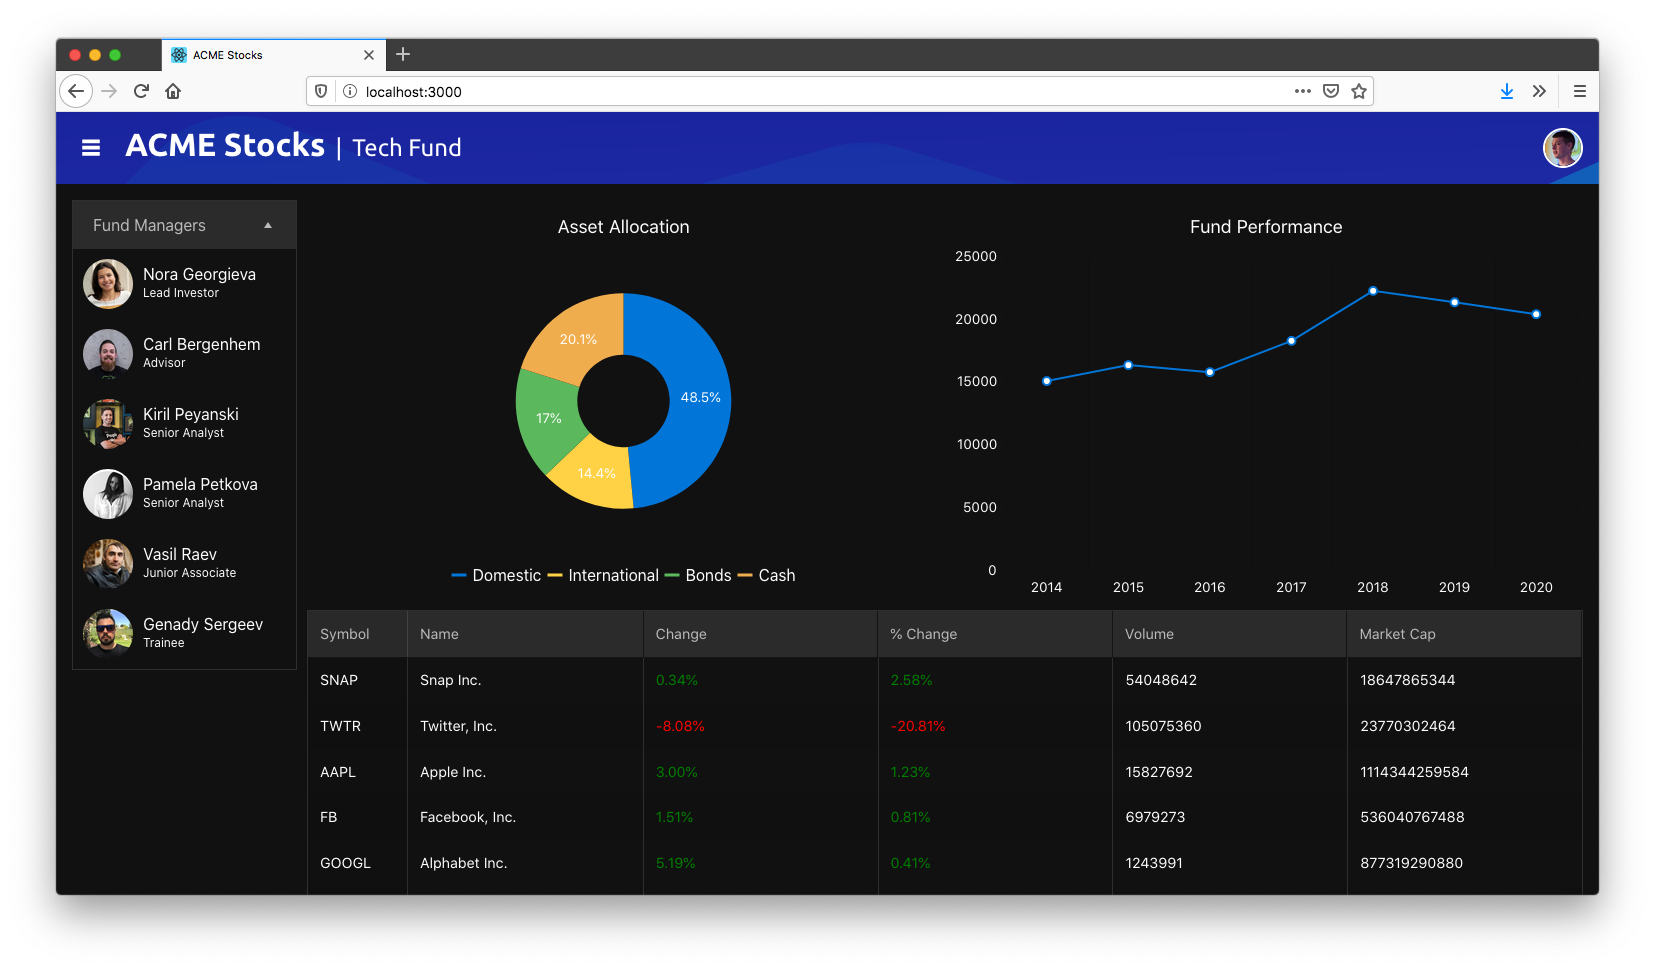 ACME Stocks
localhost:3000
ACME Stocks | Tech Fund
Fund Managers
Nora Georgieva
Lead Investor
Carl Bergenhem
Advisor
Kiril Peyanski
Senior Analyst
Pamela Petkova
Senior Analyst
Vasil Raev
Junior Associate
Genady Sergeev
Trainee
Asset Allocation
20.1%
48.5%
17%
14.4%
Domestic International Bonds Cash
Fund Performance
25000
20000
15000
10000
5000
0
2014 2015 2016 2017 2018 2019 2020
Symbol Name Change % Change Volume Market Cap
SNAP Snap Inc. 0.34% 2.58% 54048642 18647865344
TWTR Twitter, Inc. -8.08% -20.81% 105075360 23770302464
AAPL Apple Inc. 3.00% 1.23% 15827692 1114344259584
FB Facebook, Inc. 1.51% 0.81% 6979273 536040767488
GOOGL Alphabet Inc. 5.19% 0.41% 1243991 877319290880